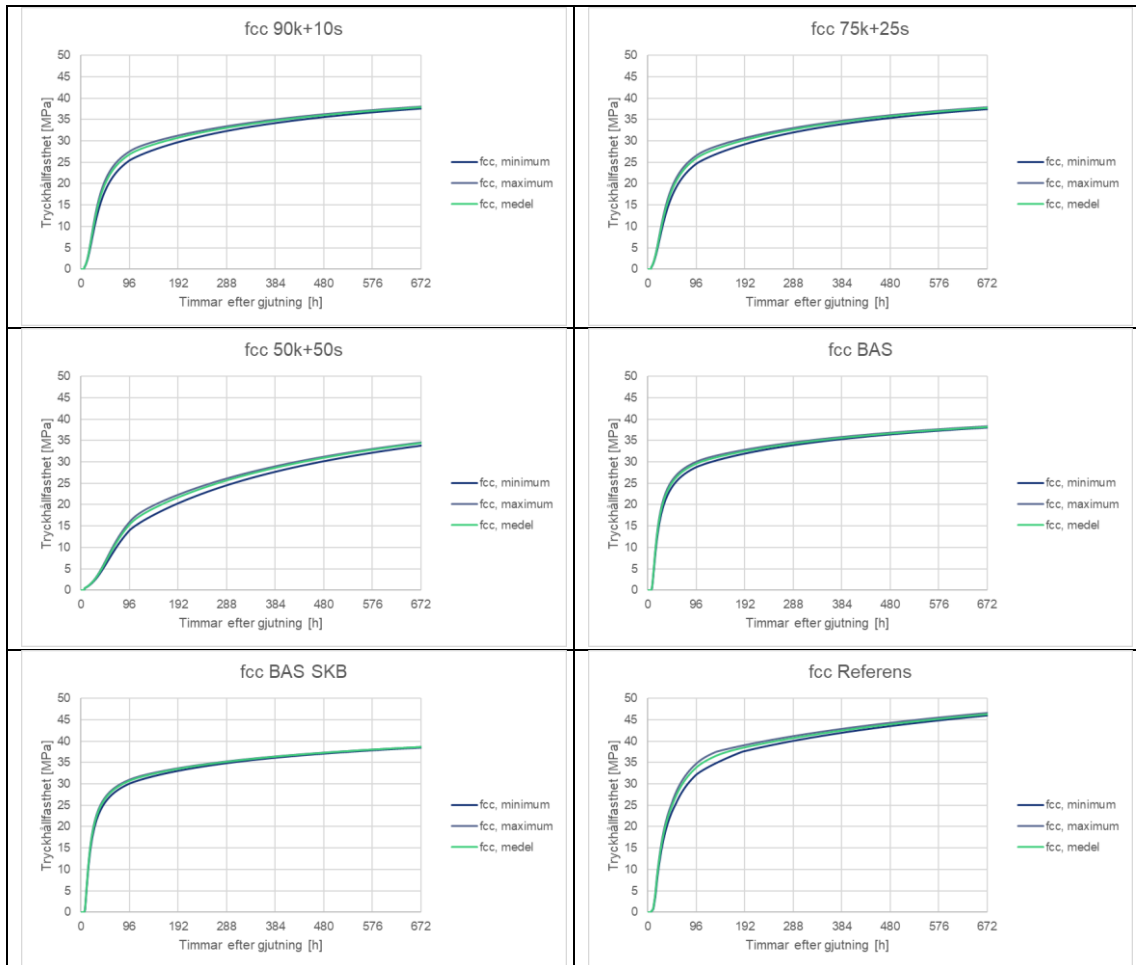 fcc 90k+10s
Tryckhållfasthet [MPa]
50
45
40
35
30
25
20
15
10
5
0
0 96 192 288 384 480 576 672
Timmar efter gjutning [h]
fcc, minimum
fcc, maximum
fcc, medel
fcc 75k+25s
Tryckhållfasthet [MPa]
50
45
40
35
30
25
20
15
10
5
0
0 96 192 288 384 480 576 672
Timmar efter gjutning [h]
fcc, minimum
fcc, maximum
fcc, medel
fcc 50k+50s
Tryckhållfasthet [MPa]
50
45
40
35
30
25
20
15
10
5
0
0 96 192 288 384 480 576 672
Timmar efter gjutning [h]
fcc, minimum
fcc, maximum
fcc, medel
fcc BAS
Tryckhållfasthet [MPa]
50
45
40
35
30
25
20
15
10
5
0
0 96 192 288 384 480 576 672
Timmar efter gjutning [h]
fcc, minimum
fcc, maximum
fcc, medel
fcc BAS SKB
Tryckhållfasthet [MPa]
50
45
40
35
30
25
20
15
10
5
0
0 96 192 288 384 480 576 672
Timmar efter gjutning [h]
fcc, minimum
fcc, maximum
fcc, medel
fcc Referens
Tryckhållfasthet [MPa]
50
45
40
35
30
25
20
15
10
5
0
0 96 192 288 384 480 576 672
Timmar efter gjutning [h]
fcc, minimum
fcc, maximum
fcc, medel